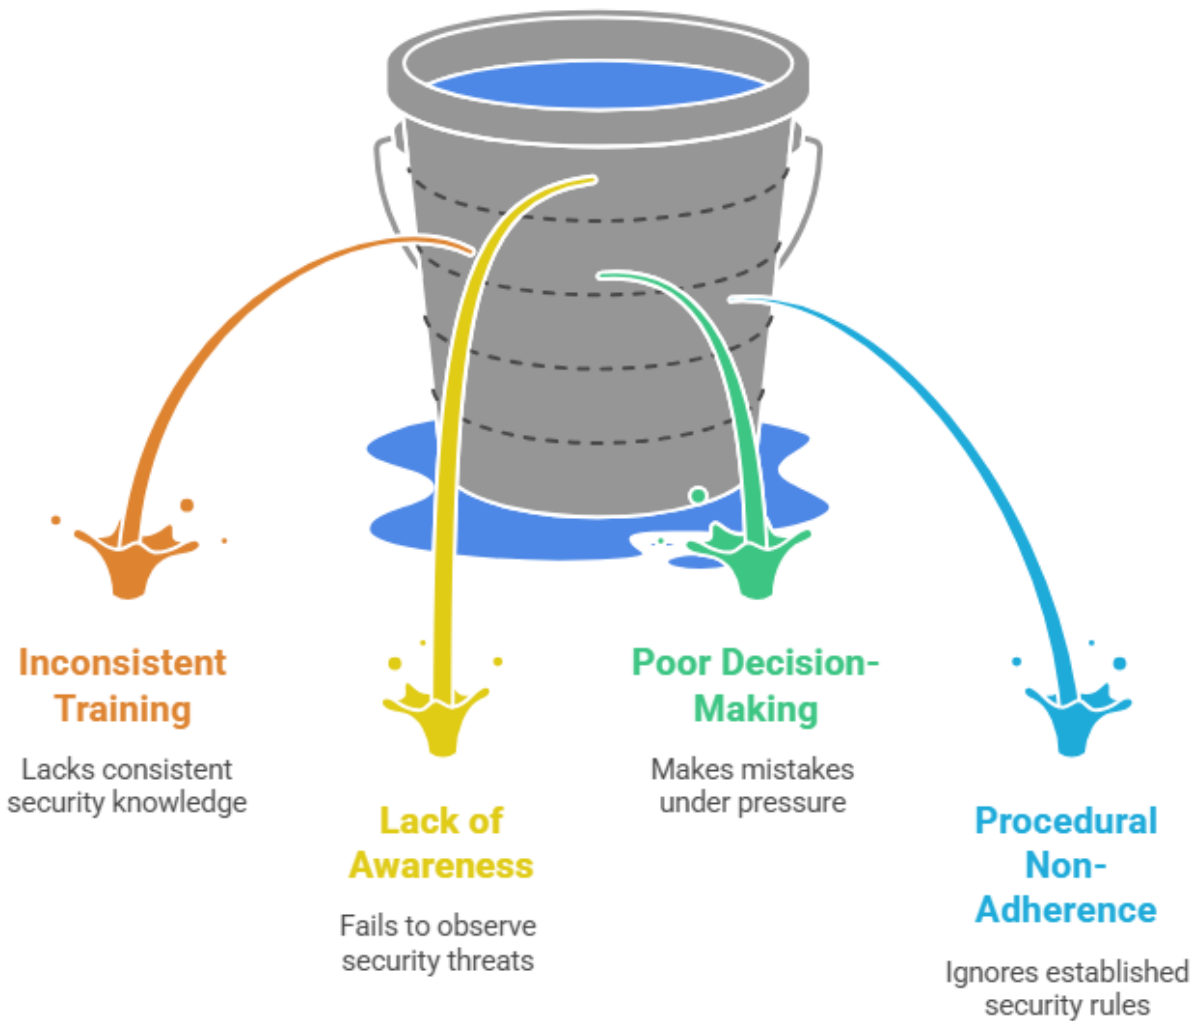 Inconsistent
Training
Lacks consistent
security knowledge
Lack of
Awareness
Fails to observe
security threats
Poor Decision-
Making
Makes mistakes
under pressure
Procedural
Non-
Adherence
Ignores established
security rules